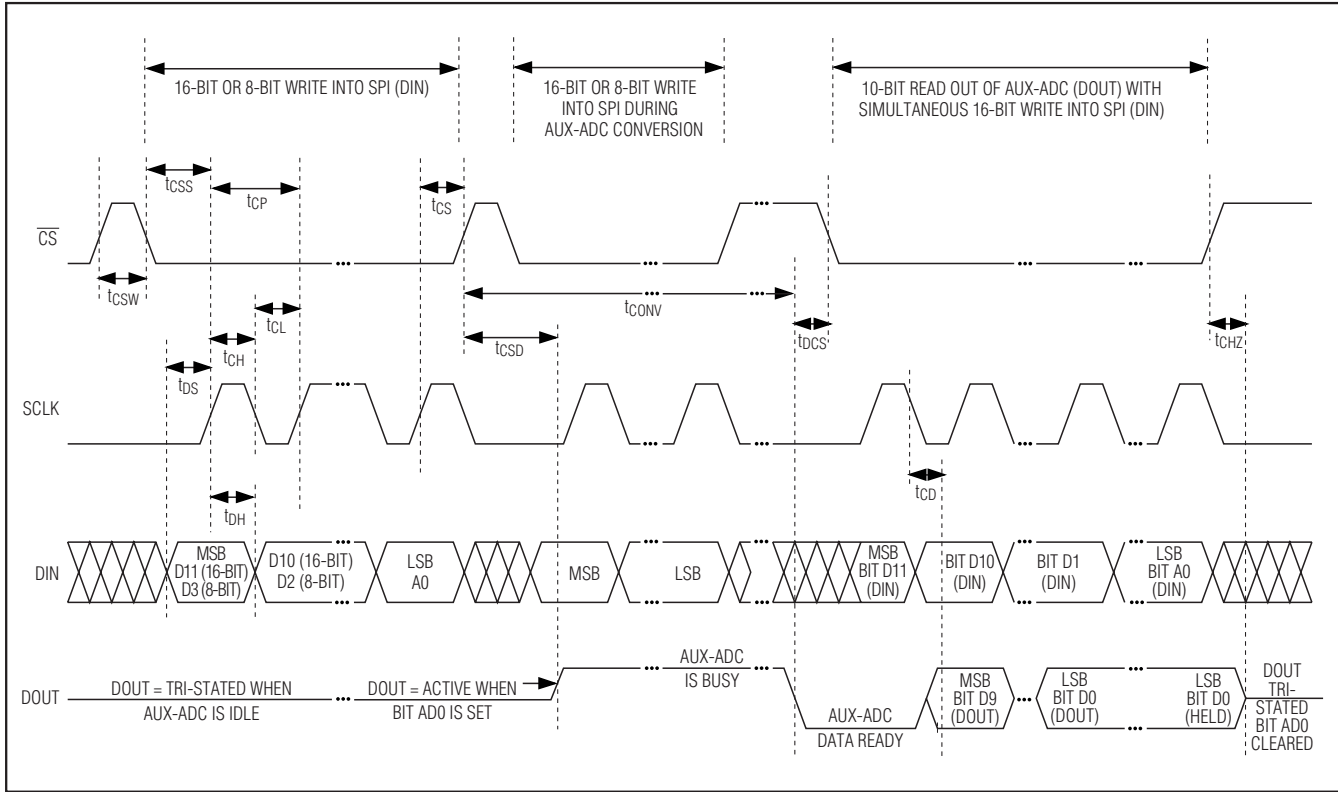 16-BIT OR 8-BIT WRITE INTO SPI (DIN)
16-BIT OR 8-BIT WRITE
INTO SPI DURING
AUX-ADC CONVERSION
10-BIT READ OUT OF AUX-ADC (DOUT) WITH
SIMULTANEOUS 16-BIT WRITE INTO SPI (DIN)
tCSS
tCP
tCS
CS
tCSW
tCL
tCONV
tCH
tCSD
tDCS
tCHZ
tDS
SCLK
tCD
tDH
DIN
MSB
D11 (16-BIT)
D3 (8-BIT)
D10 (16-BIT)
D2 (8-BIT)
LSB
A0
MSB
LSB
MSB
BIT D11
(DIN)
BIT D10
(DIN)
BIT D1
(DIN)
LSB
BIT A0
(DIN)
DOUT
DOUT = TRI-STATED WHEN
AUX-ADC IS IDLE
DOUT = ACTIVE WHEN
BIT AD0 IS SET
AUX-ADC
IS BUSY
AUX-ADC
DATA READY
MSB
BIT D9
(DOUT)
LSB
BIT D0
(DOUT)
LSB
BIT D0
(HELD)
DOUT
TRI-
STATED
BIT AD0
CLEARED